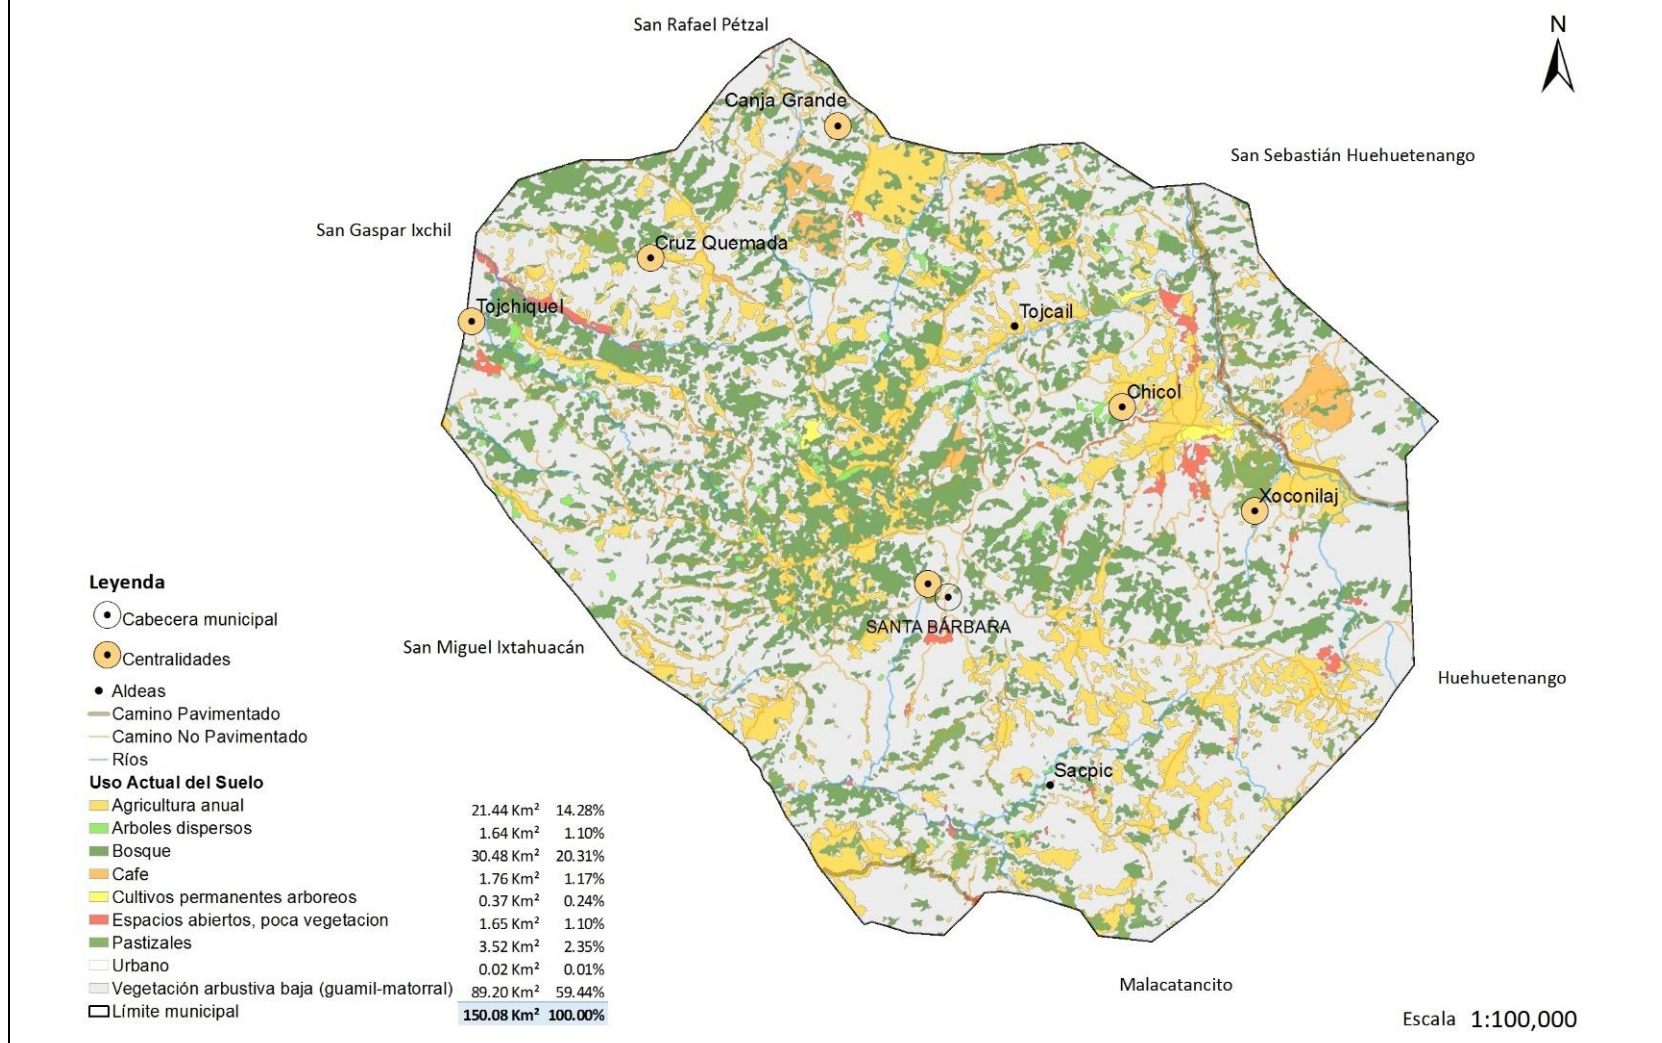 San Rafael Pétzal
N
Canja Grande
San Sebastián Huehuetenango
San Gaspar Ixchil
Cruz Quemada
Tojchiquel
Tojcail
Chicol
Xoconilaj
SANTA BÁRBARA
San Miguel Ixtahuacán
Huehuetenango
Sacpic
Malacatancito
Leyenda
Cabecera municipal
Centralidades
Aldeas
Camino Pavimentado
Camino No Pavimentado
Ríos
Uso Actual del Suelo
Agricultura anual 21.44 Km² 14.28%
Arboles dispersos 1.64 Km² 1.10%
Bosque 30.48 Km² 20.31%
Cafe 1.76 Km² 1.17%
Cultivos permanentes arboreos 0.37 Km² 0.24%
Espacios abiertos, poca vegetacion 1.65 Km² 1.10%
Pastizales 3.52 Km² 2.35%
Urbano 0.02 Km² 0.01%
Vegetación arbustiva baja (guamil-matorral) 89.20 Km² 59.44%
Límite municipal 150.08 Km² 100.00%
Escala 1:100,000